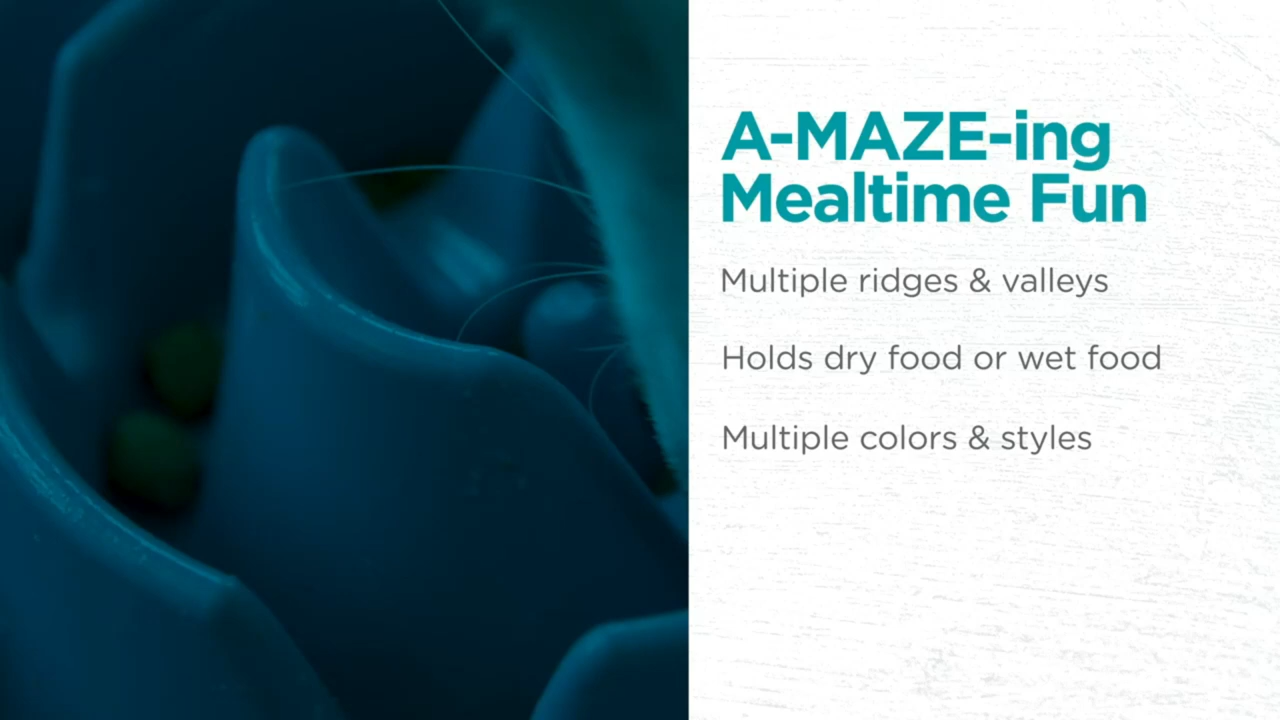 A-MAZE-ing
Mealtime Fun
Multiple ridges & valleys
Holds dry food or wet food
Multiple colors & styles